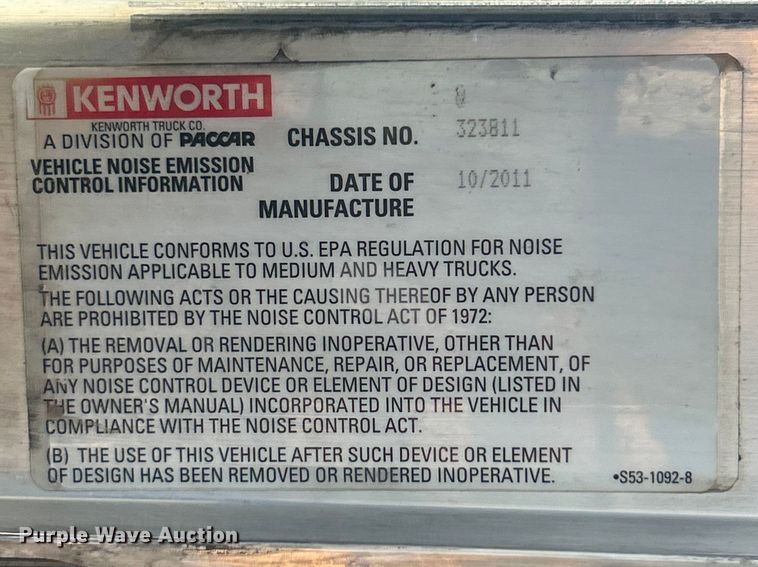 KENWORTH
KENWORTH TRUCK CO.
A DIVISION OF PACCAR
VEHICLE NOISE EMISSION
CONTROL INFORMATION
CHASSIS NO. 323811
DATE OF 10/2011
MANUFACTURE
THIS VEHICLE CONFORMS TO U.S. EPA REGULATION FOR NOISE
EMISSION APPLICABLE TO MEDIUM AND HEAVY TRUCKS.
THE FOLLOWING ACTS OR THE CAUSING THEREOF BY ANY PERSON
ARE PROHIBITED BY THE NOISE CONTROL ACT OF 1972:
(A) THE REMOVAL OR RENDERING INOPERATIVE, OTHER THAN
FOR PURPOSES OF MAINTENANCE, REPAIR, OR REPLACEMENT, OF
ANY NOISE CONTROL DEVICE OR ELEMENT OF DESIGN (LISTED IN
THE OWNER'S MANUAL) INCORPORATED INTO THE VEHICLE IN
COMPLIANCE WITH THE NOISE CONTROL ACT.
(B) THE USE OF THIS VEHICLE AFTER SUCH DEVICE OR ELEMENT
OF DESIGN HAS BEEN REMOVED OR RENDERED INOPERATIVE.
•S53-1092-8
Purple Wave Auction